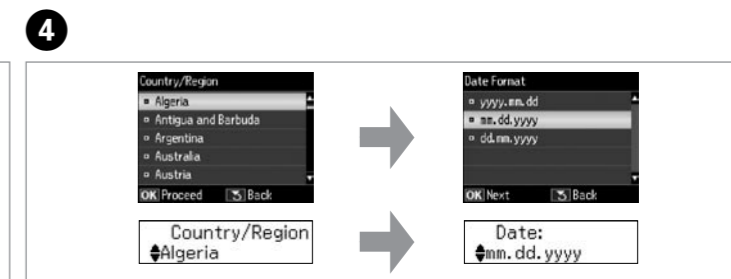 4
Country/Region
Algeria
Antigua and Barbuda
Argentina
Australia
Austria
OK Proceed Back
Date Format
yyyy.mm.dd
mm.dd.yyyy
dd.mm.yyyy
OK Next Back
Country/Region
Algeria
Date:
mm.dd.yyyy